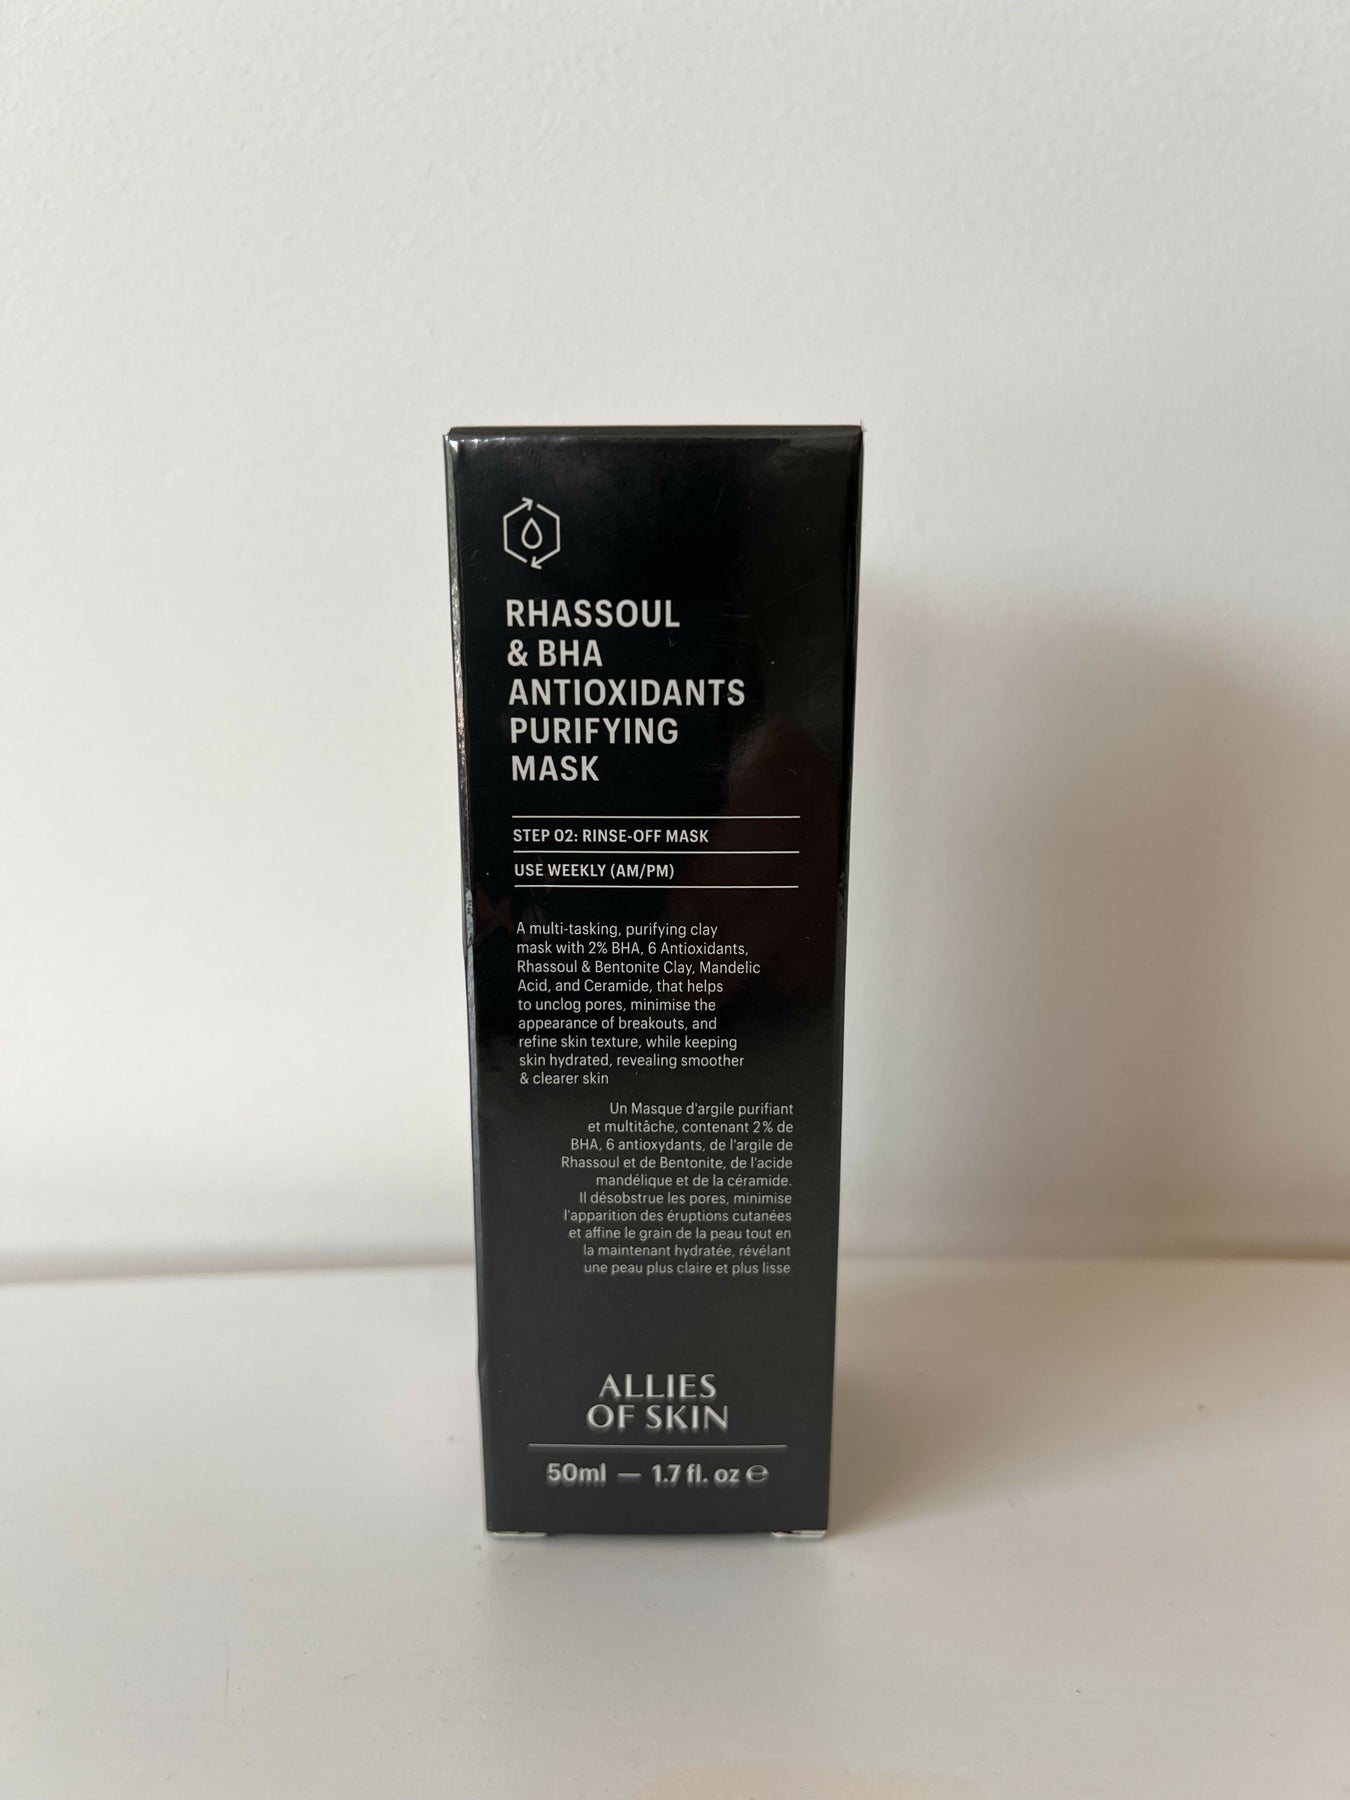 RHASSOUL
& BHA
ANTIOXIDANTS
PURIFYING
MASK
STEP 02: RINSE-OFF MASK
USE WEEKLY (AM/PM)
A multi-tasking, purifying clay
mask with 2% BHA, 6 Antioxidants,
Rhassoul & Bentonite Clay, Mandelic
Acid, and Ceramide, that helps
to unclog pores, minimise the
appearance of breakouts, and
refine skin texture, while keeping
skin hydrated, revealing smoother
& clearer skin
Un Masque d'argile purifiant
et multitâche, contenant 2% de
BHA, 6 antioxydants, de l'argile de
Rhassoul et de Bentonite, de l'acide
mandélique et de la céramide.
Il désobstrue les pores, minimise
l'apparition des éruptions cutanées
et affine le grain de la peau tout en
la maintenant hydratée, révélant
une peau plus claire et plus lisse
ALLIES
OF SKIN
50ml — 1.7 fl. oz ℮